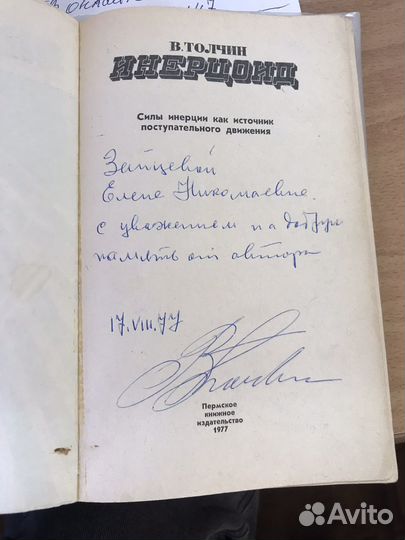 В. ТОЛЧИН
ИНЕРЦОИД
Силы инерции как источник
поступательного движения
Зайцевой
Елене Николаевне
с уважением на добрую
память от автора
17.VIII.77
Пермское
книжное
издательство
1977
Avito